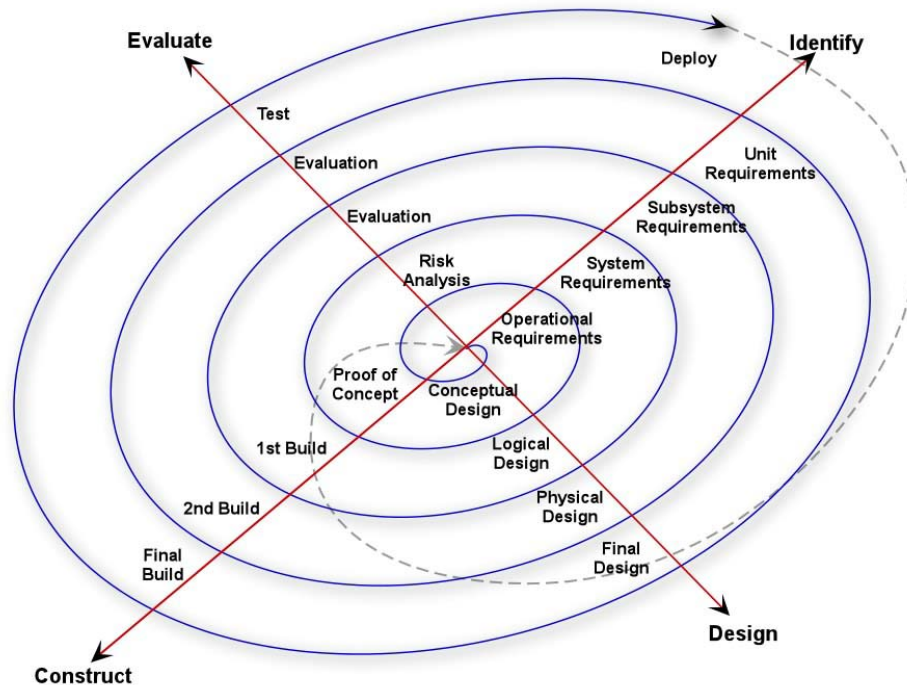 Evaluate
Identify
Deploy
Test
Unit
Requirements
Evaluation
Subsystem
Requirements
Evaluation
System
Requirements
Risk
Analysis
Operational
Requirements
Proof of
Concept
Conceptual
Design
1st Build
Logical
Design
2nd Build
Physical
Design
Final
Build
Final
Design
Design
Construct